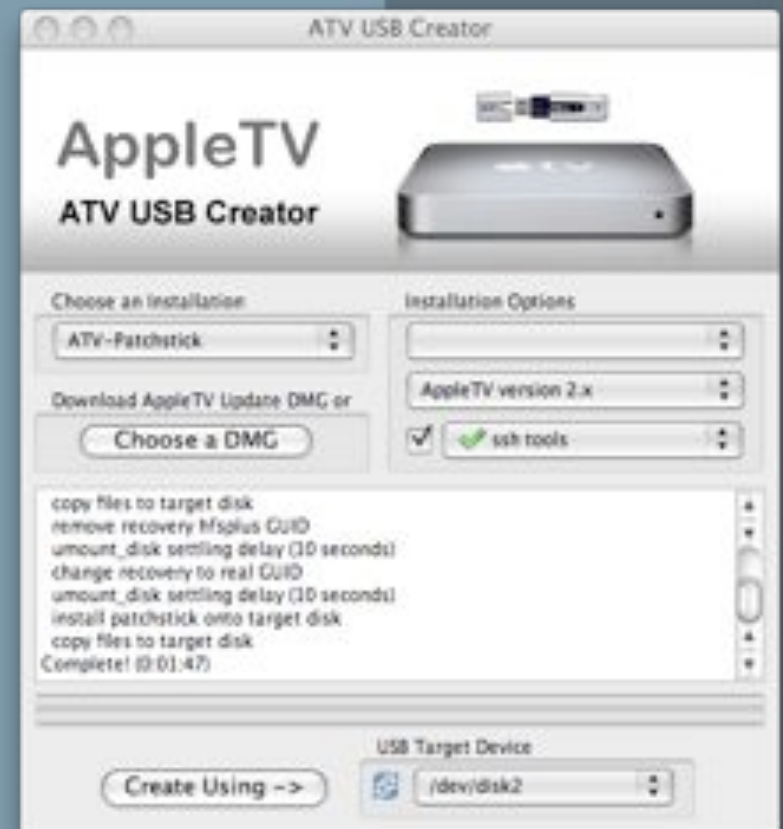 ATV USB Creator
AppleTV
ATV USB Creator
Choose an Installation
ATV-Patchstick
Download AppleTV Update DMG or
Choose a DMG
Installation Options
AppleTV version 2.x
ssh tools
copy files to target disk
remove recovery hfsplus GUID
umount_disk settling delay (10 seconds)
change recovery to real GUID
umount_disk settling delay (10 seconds)
install patchstick onto target disk
copy files to target disk
Complete! (0:01:47)
USB Target Device
Create Using ->
/dev/disk2